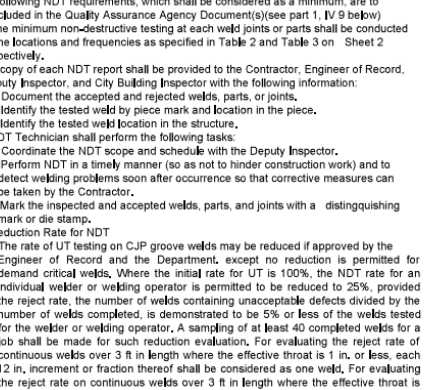 following NDT requirements, which shall be considered as a minimum, are to
cluded in the Quality Assurance Agency Document(s)(see part 1, IV 9 below)
he minimum non-destructive testing at each weld joints or parts shall be conducted
he locations and frequencies as specified in Table 2 and Table 3 on Sheet 2
pectively.
copy of each NDT report shall be provided to the Contractor, Engineer of Record,
puty Inspector, and City Building Inspector with the following information:
Document the accepted and rejected welds, parts, or joints.
Identify the tested weld by piece mark and location in the piece.
Identify the tested weld location in the structure.
DT Technician shall perform the following tasks:
Coordinate the NDT scope and schedule with the Deputy Inspector.
Perform NDT in a timely manner (so as not to hinder construction work) and to
detect welding problems soon after occurrence so that corrective measures can
be taken by the Contractor.
Mark the inspected and accepted welds, parts, and joints with a distingquishing
mark or die stamp.
eduction Rate for NDT
The rate of UT testing on CJP groove welds may be reduced if approved by the
Engineer of Record and the Department. except no reduction is permitted for
demand critical welds. Where the initial rate for UT is 100%, the NDT rate for an
individual welder or welding operator is permitted to be reduced to 25%, provided
the reject rate, the number of welds containing unacceptable defects divided by the
number of welds completed, is demonstrated to be 5% or less of the welds tested
for the welder or welding operator. A sampling of at least 40 completed welds for a
job shall be made for such reduction evaluation. For evaluating the reject rate of
continuous welds over 3 ft in length where the effective throat is 1 in. or less, each
12 in. increment or fraction thereof shall be considered as one weld. For evaluating
the reject rate on continuous welds over 3 ft in length where the effective throat is